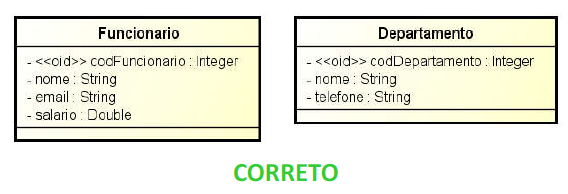 Funcionario
- <<oid>> codFuncionario : Integer
- nome : String
- email : String
- salario : Double
Departamento
- <<oid>> codDepartamento : Integer
- nome : String
- telefone : String
CORRETO